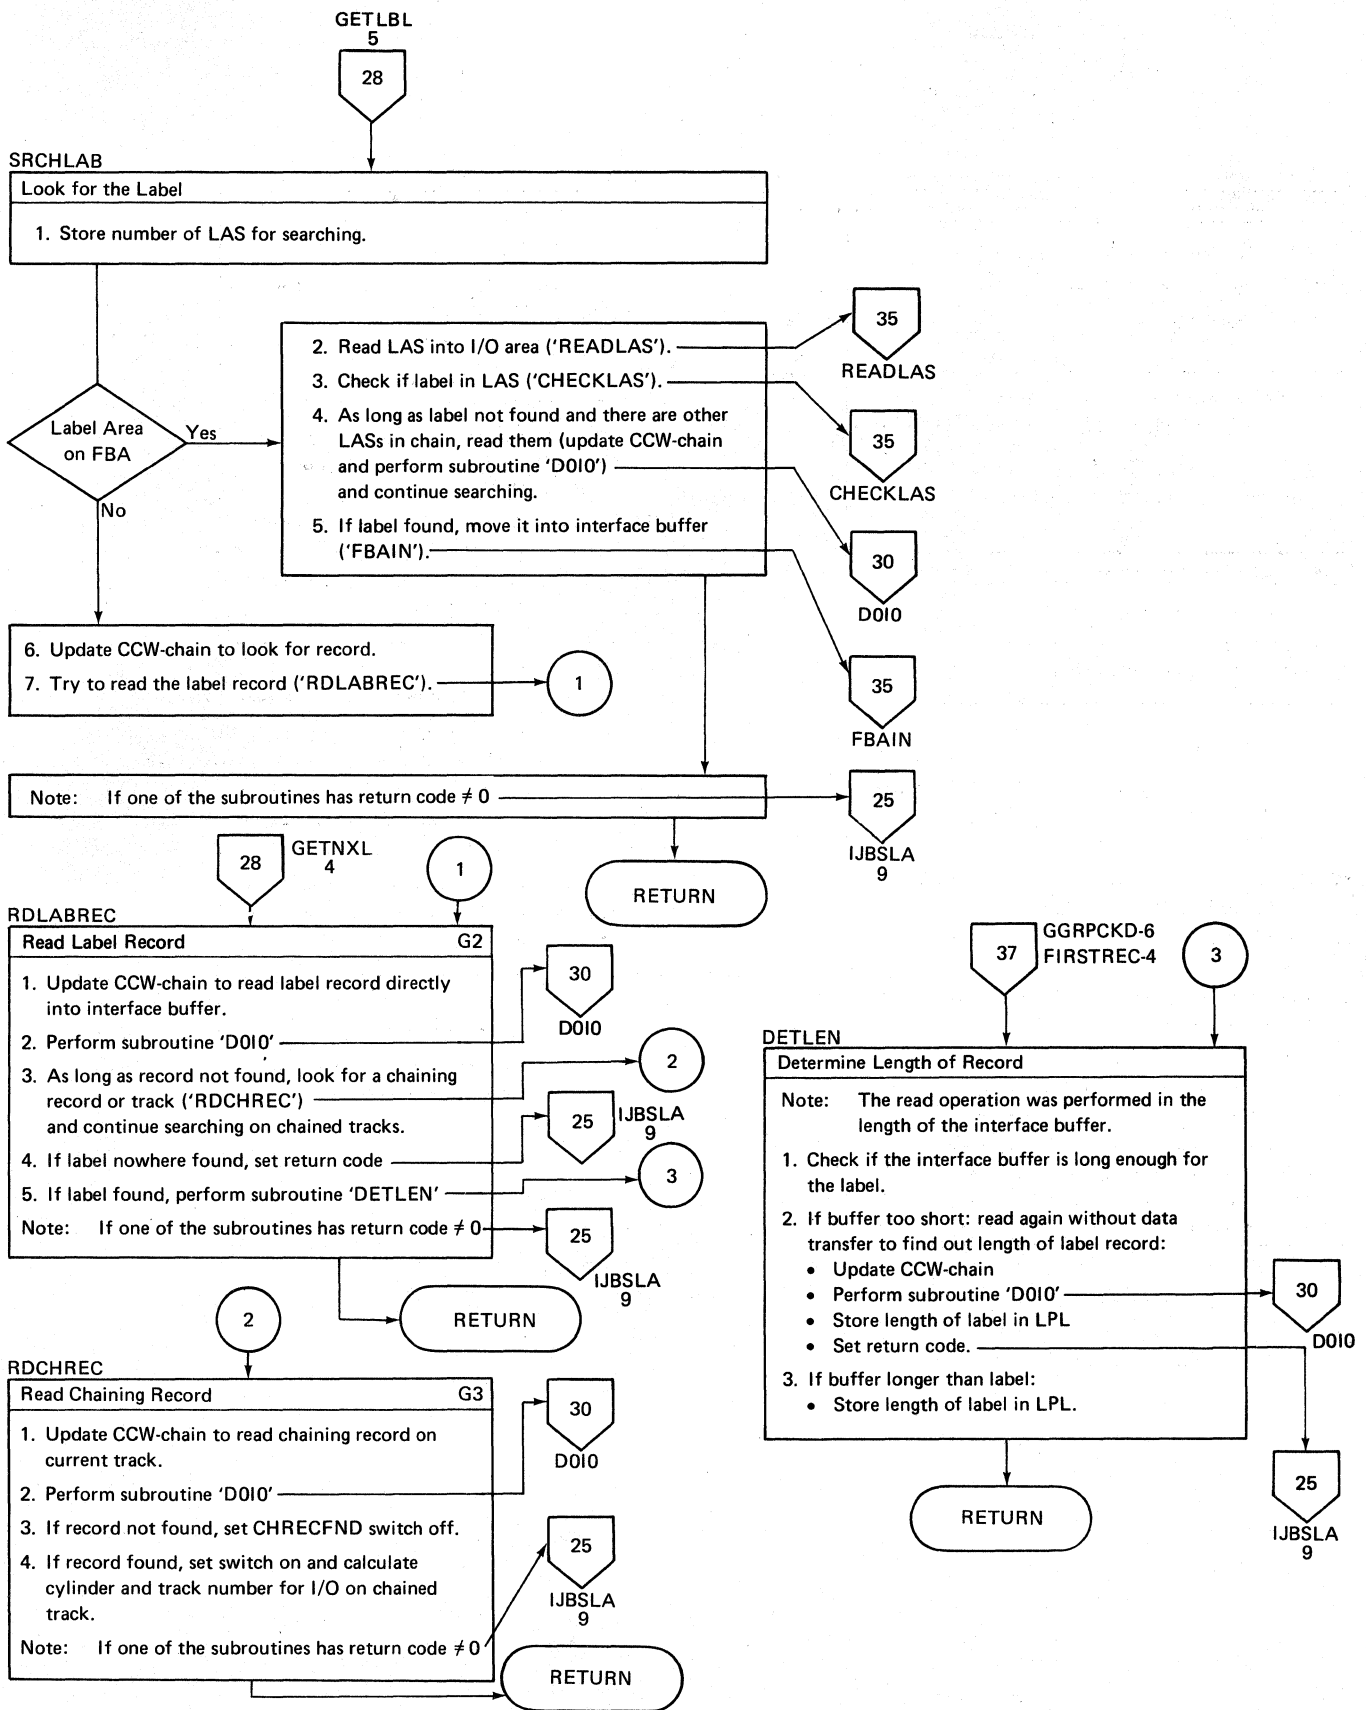 GETLBL
5
28
SRCHLAB
Look for the Label
1. Store number of LAS for searching.
Label Area
on FBA
Yes
No
2. Read LAS into I/O area ('READLAS').
3. Check if label in LAS ('CHECKLAS').
4. As long as label not found and there are other
LASs in chain, read them (update CCW-chain
and perform subroutine 'D0I0')
and continue searching.
5. If label found, move it into interface buffer
('FBAIN').
35
READLAS
35
CHECKLAS
30
D0I0
35
FBAIN
6. Update CCW-chain to look for record.
7. Try to read the label record ('RDLABREC').
1
Note: If one of the subroutines has return code ≠ 0
25
IJBSLA
9
RETURN
28
GETNXL
4
1
RDLABREC
Read Label Record G2
1. Update CCW-chain to read label record directly
into interface buffer.
2. Perform subroutine 'D0I0'
3. As long as record not found, look for a chaining
record or track ('RDCHREC')
and continue searching on chained tracks.
4. If label nowhere found, set return code
5. If label found, perform subroutine 'DETLEN'
Note: If one of the subroutines has return code ≠ 0
30
D0I0
2
25
IJBSLA
9
3
25
IJBSLA
9
RETURN
2
RDCHREC
Read Chaining Record G3
1. Update CCW-chain to read chaining record on
current track.
2. Perform subroutine 'D0I0'
3. If record not found, set CHRECFND switch off.
4. If record found, set switch on and calculate
cylinder and track number for I/O on chained
track.
Note: If one of the subroutines has return code ≠ 0
30
D0I0
25
IJBSLA
9
RETURN
37
GGRPCKD-6
FIRSTREC-4
3
DETLEN
Determine Length of Record
Note: The read operation was performed in the
length of the interface buffer.
1. Check if the interface buffer is long enough for
the label.
2. If buffer too short: read again without data
transfer to find out length of label record:
• Update CCW-chain
• Perform subroutine 'D0I0'
• Store length of label in LPL
• Set return code.
3. If buffer longer than label:
• Store length of label in LPL.
30
D0I0
25
IJBSLA
9
RETURN